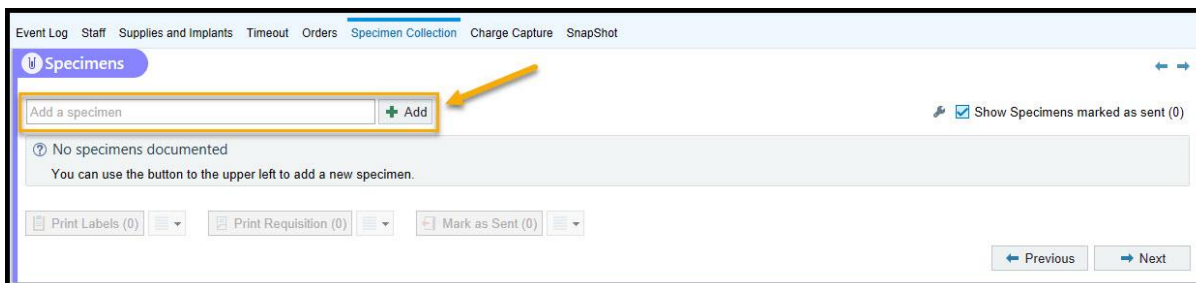 Event Log Staff Supplies and Implants Timeout Orders Specimen Collection Charge Capture SnapShot
Specimens
Add a specimen Add Show Specimens marked as sent (0)
No specimens documented
You can use the button to the upper left to add a new specimen.
Print Labels (0) Print Requisition (0) Mark as Sent (0)
Previous Next